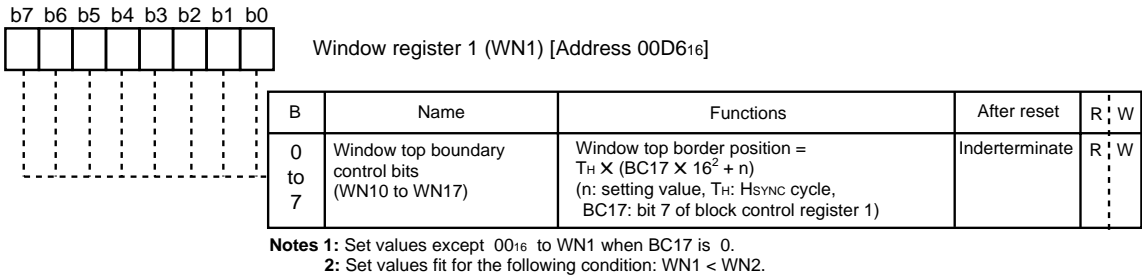 b7 b6 b5 b4 b3 b2 b1 b0
Window register 1 (WN1) [Address 00D6₁₆]
B Name Functions After reset R W
0 to 7
Window top boundary
control bits
(WN10 to WN17)
Window top border position =
TH X (BC17 X 16² + n)
(n: setting value, TH: HSYNC cycle,
BC17: bit 7 of block control register 1)
Inderterminate R W
Notes 1: Set values except 00₁₆ to WN1 when BC17 is 0.
2: Set values fit for the following condition: WN1 < WN2.